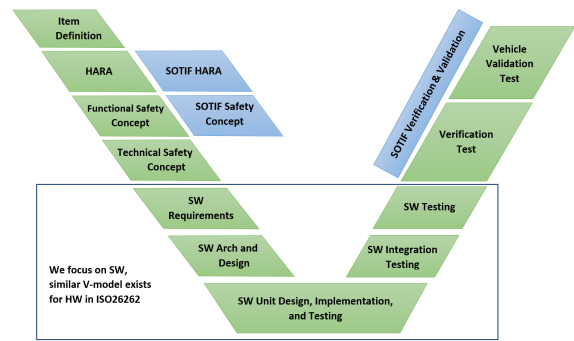 Item
Definition
HARA
SOTIF HARA
Functional Safety
Concept
SOTIF Safety
Concept
Technical Safety
Concept
SW
Requirements
SW Arch and
Design
We focus on SW,
similar V-model exists
for HW in ISO26262
SW Unit Design, Implementation,
and Testing
SW Integration
Testing
SW Testing
Verification
Test
SOTIF Verification & Validation
Vehicle
Validation
Test